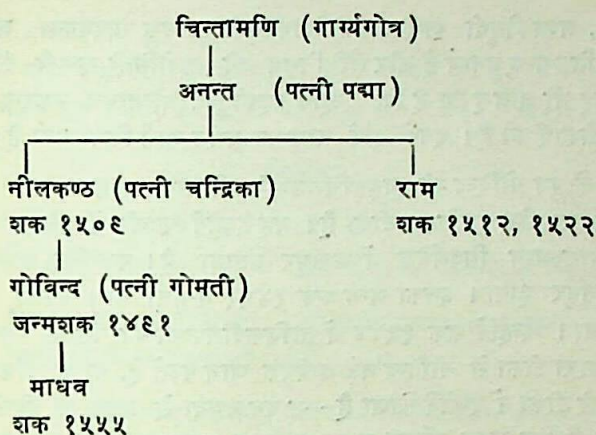 चिन्तामणि (गार्ग्यगोत्र)
अनन्त (पत्नी पद्मा)
नीलकण्ठ (पत्नी चन्द्रिका) राम
शक १५०९ शक १५१२, १५२२
गोविन्द (पत्नी गोमती)
जन्मशक १४९१
माधव
शक १५५५